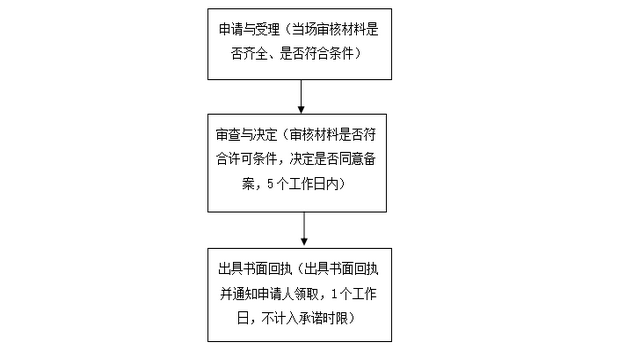 申请与受理（当场审核材料是
否齐全、是否符合条件）
审查与决定（审核材料是否符
合许可条件，决定是否同意备
案，5 个工作日内）
出具书面回执（出具书面回执
并通知申请人领取，1 个工作
日，不计入承诺时限）